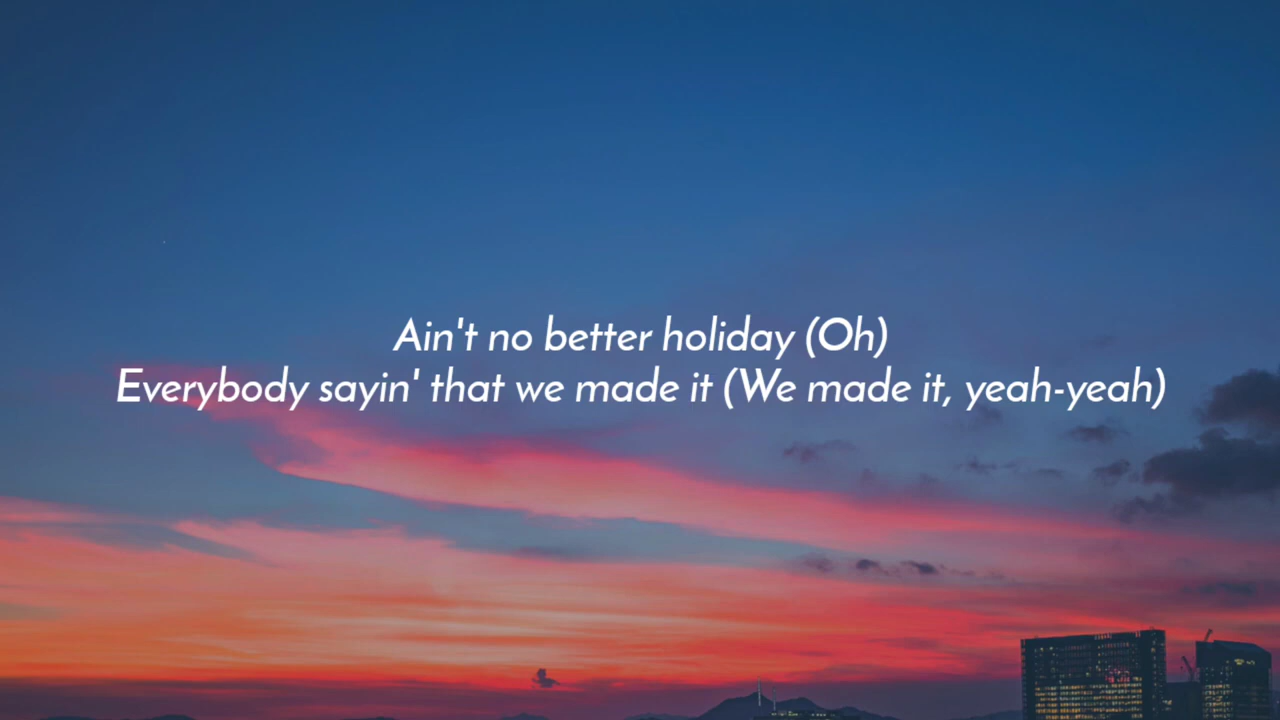 Ain't no better holiday (Oh)
Everybody sayin' that we made it (We made it, yeah-yeah)